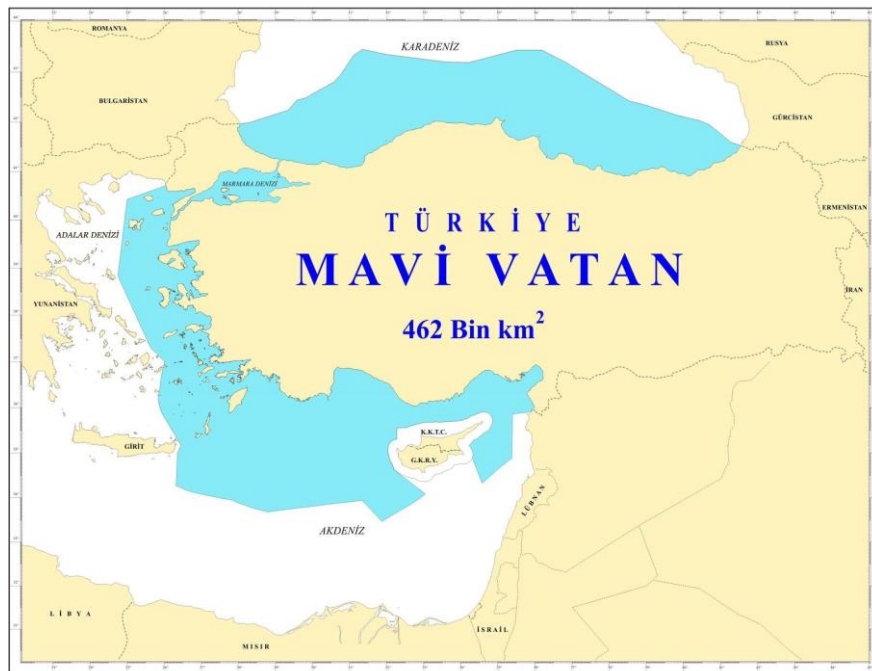 ROMANYA
KARADENİZ
RUSYA
BULGARİSTAN
GÜRCİSTAN
MARMARA DENİZİ
ERMENİSTAN
TÜRKİYE
ADALAR DENİZİ
MAVİ VATAN
İRAN
YUNANİSTAN
462 Bin km²
K.K.T.C.
GİRİT
G.K.R.Y.
LÜBNAN
AKDENİZ
LİBYA
İSRAİL
MISIR